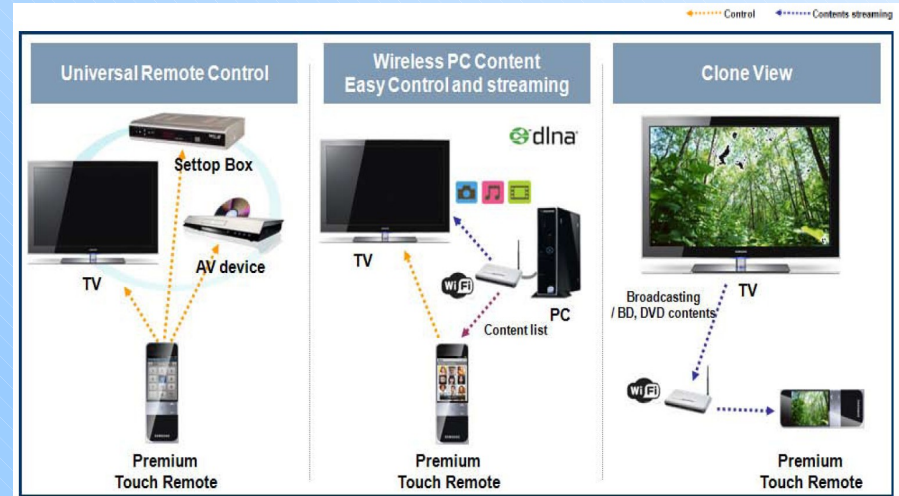 Control
Contents streaming
Universal Remote Control
Settop Box
TV
AV device
SAMSUNG
Premium
Touch Remote
Wireless PC Content
Easy Control and streaming
dlna
TV
WiFi
PC
Content list
SAMSUNG
Premium
Touch Remote
Clone View
TV
Broadcasting
/ BD, DVD contents
WiFi
Premium
Touch Remote